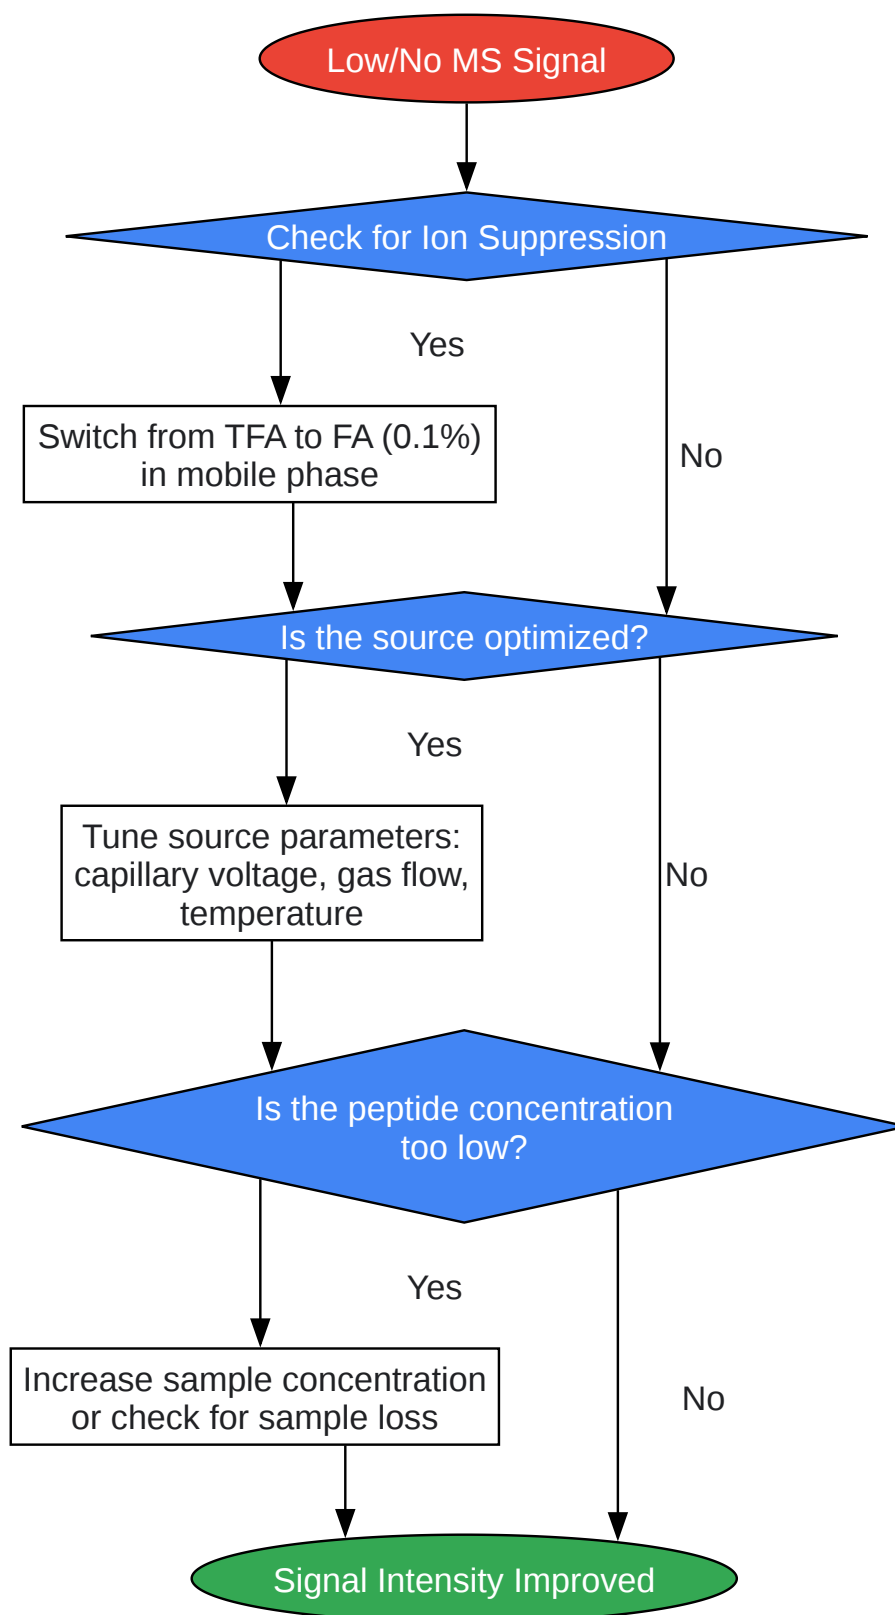 Low/No MS Signal
Check for Ion Suppression
Yes
Switch from TFA to FA (0.1%)
in mobile phase
No
Is the source optimized?
Yes
Tune source parameters:
capillary voltage, gas flow,
temperature
No
Is the peptide concentration
too low?
Yes
Increase sample concentration
or check for sample loss
No
Signal Intensity Improved